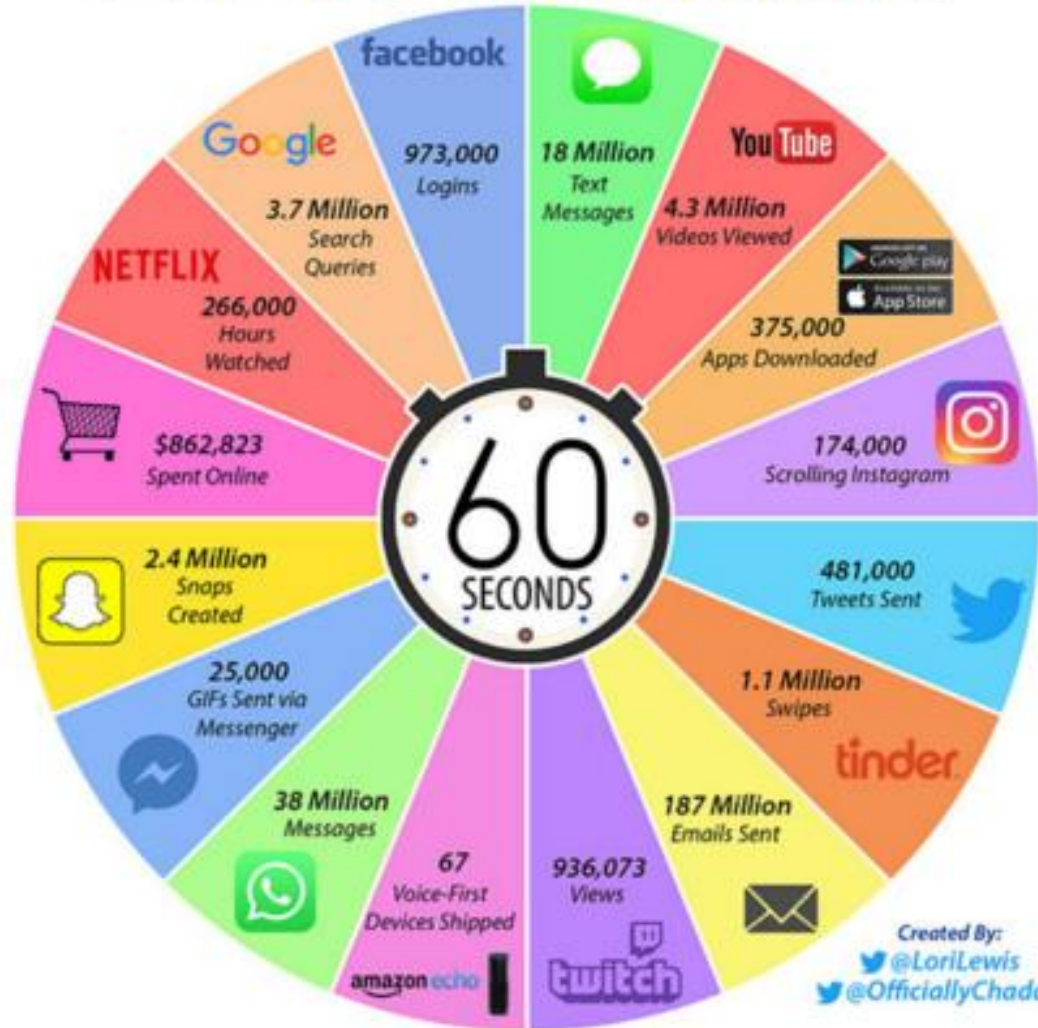 facebook
973,000
Logins
18 Million
Text
Messages
YouTube
4.3 Million
Videos Viewed
Google play
App Store
375,000
Apps Downloaded
174,000
Scrolling Instagram
481,000
Tweets Sent
1.1 Million
Swipes
tinder
187 Million
Emails Sent
936,073
Views
twitch
67
Voice-First
Devices Shipped
amazon echo
38 Million
Messages
25,000
GIFs Sent via
Messenger
2.4 Million
Snaps
Created
$862,823
Spent Online
NETFLIX
266,000
Hours
Watched
Google
3.7 Million
Search
Queries
60
SECONDS
Created By:
@LoriLewis